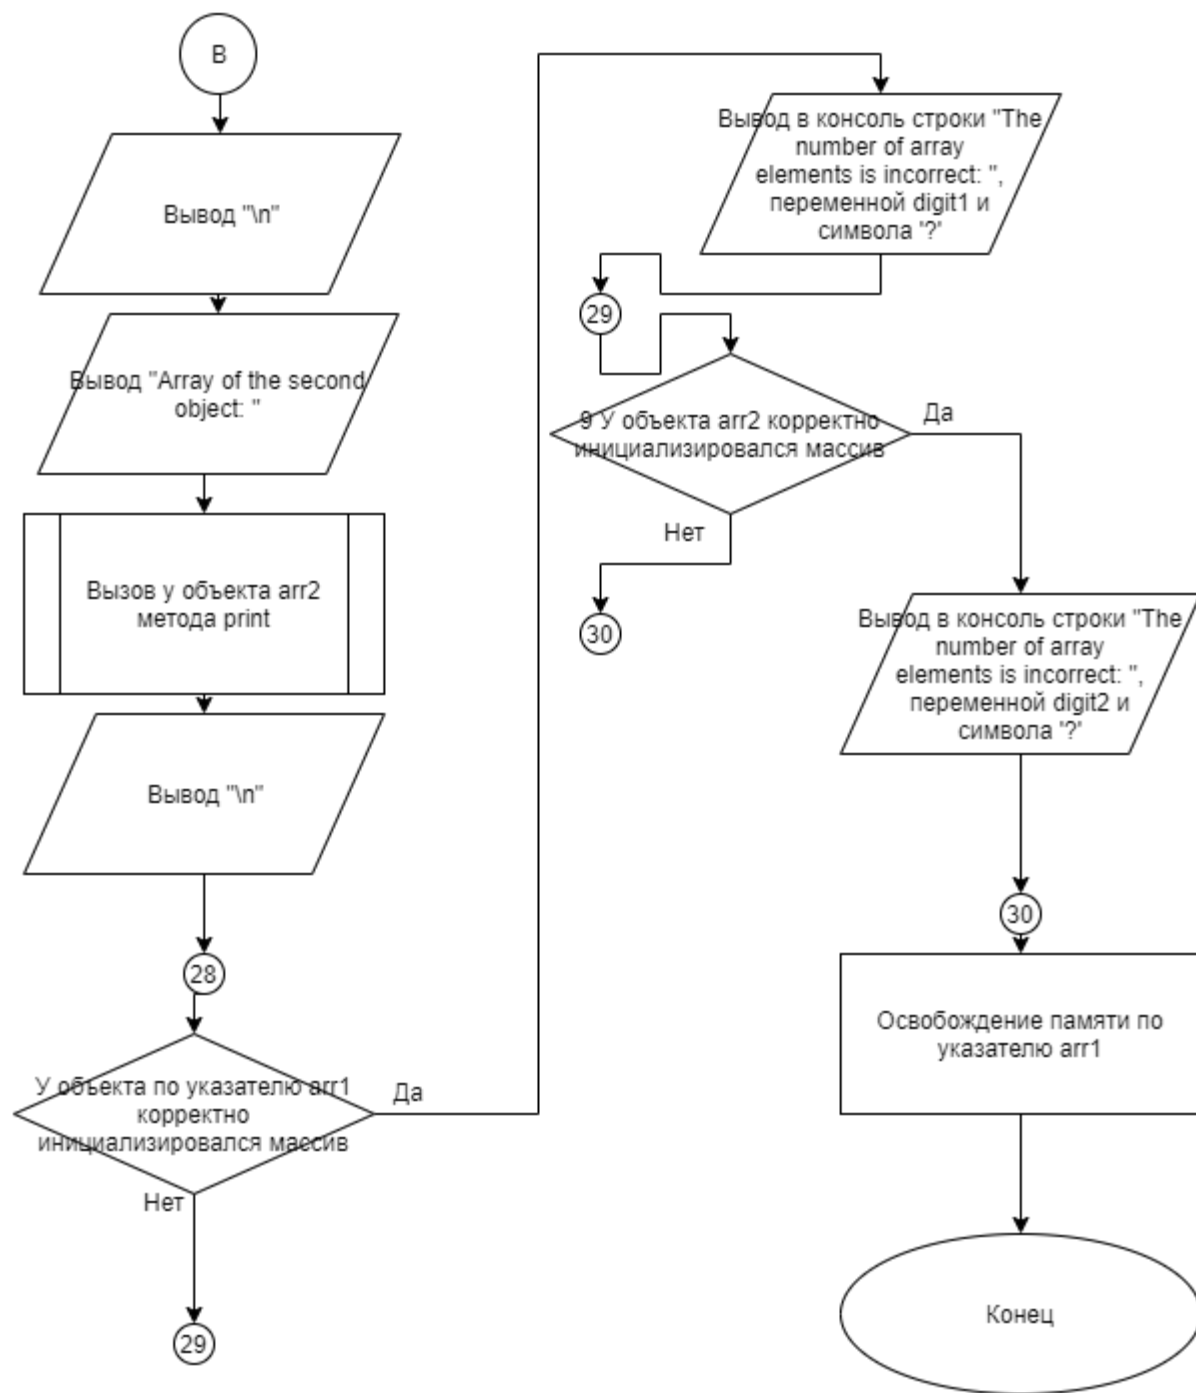 В
Вывод "\n"
Вывод "Array of the second
object: "
Вызов у объекта arr2
метода print
Вывод "\n"
28
У объекта по указателю arr1
корректно
инициализировался массив
Да
Нет
29
Вывод в консоль строки "The
number of array
elements is incorrect: ",
переменной digit1 и
символа '?'
29
9 У объекта arr2 корректно
инициализировался массив
Да
Нет
30
Вывод в консоль строки "The
number of array
elements is incorrect: ",
переменной digit2 и
символа '?'
30
Освобождение памяти по
указателю arr1
Конец